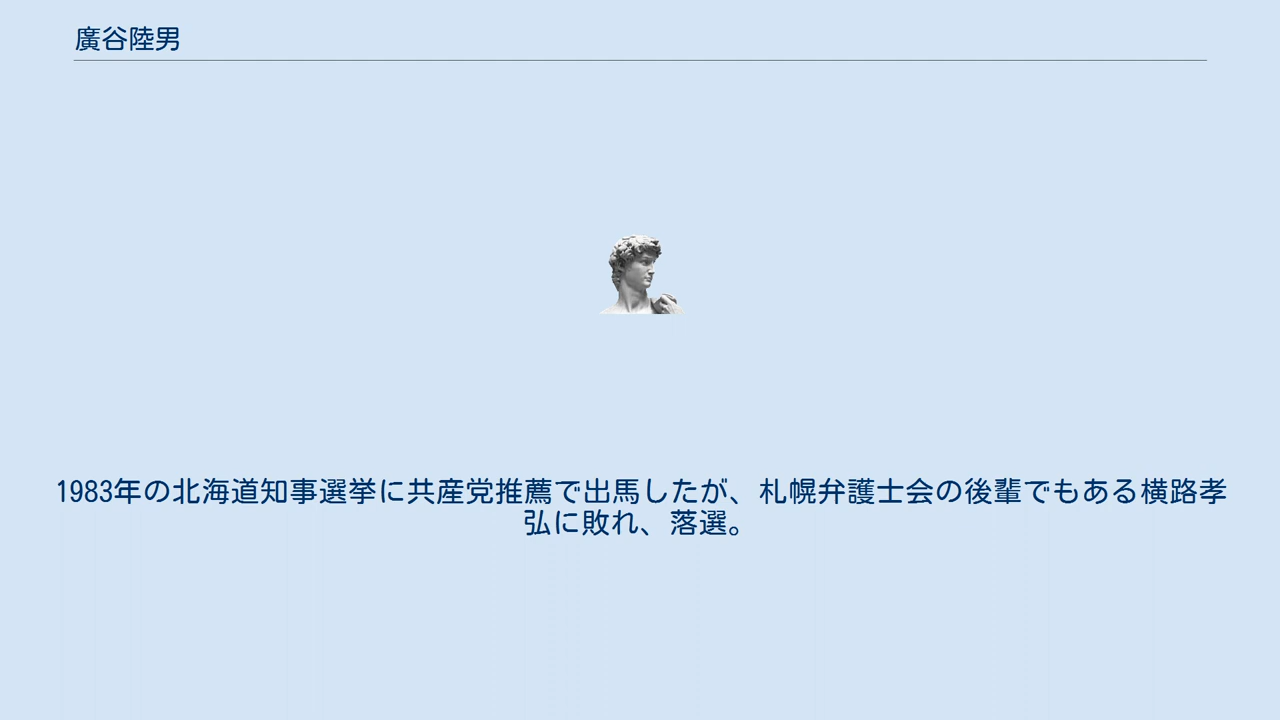 廣谷陸男
1983年の北海道知事選挙に共産党推薦で出馬したが、札幌弁護士会の後輩でもある横路孝
弘に敗れ、落選。